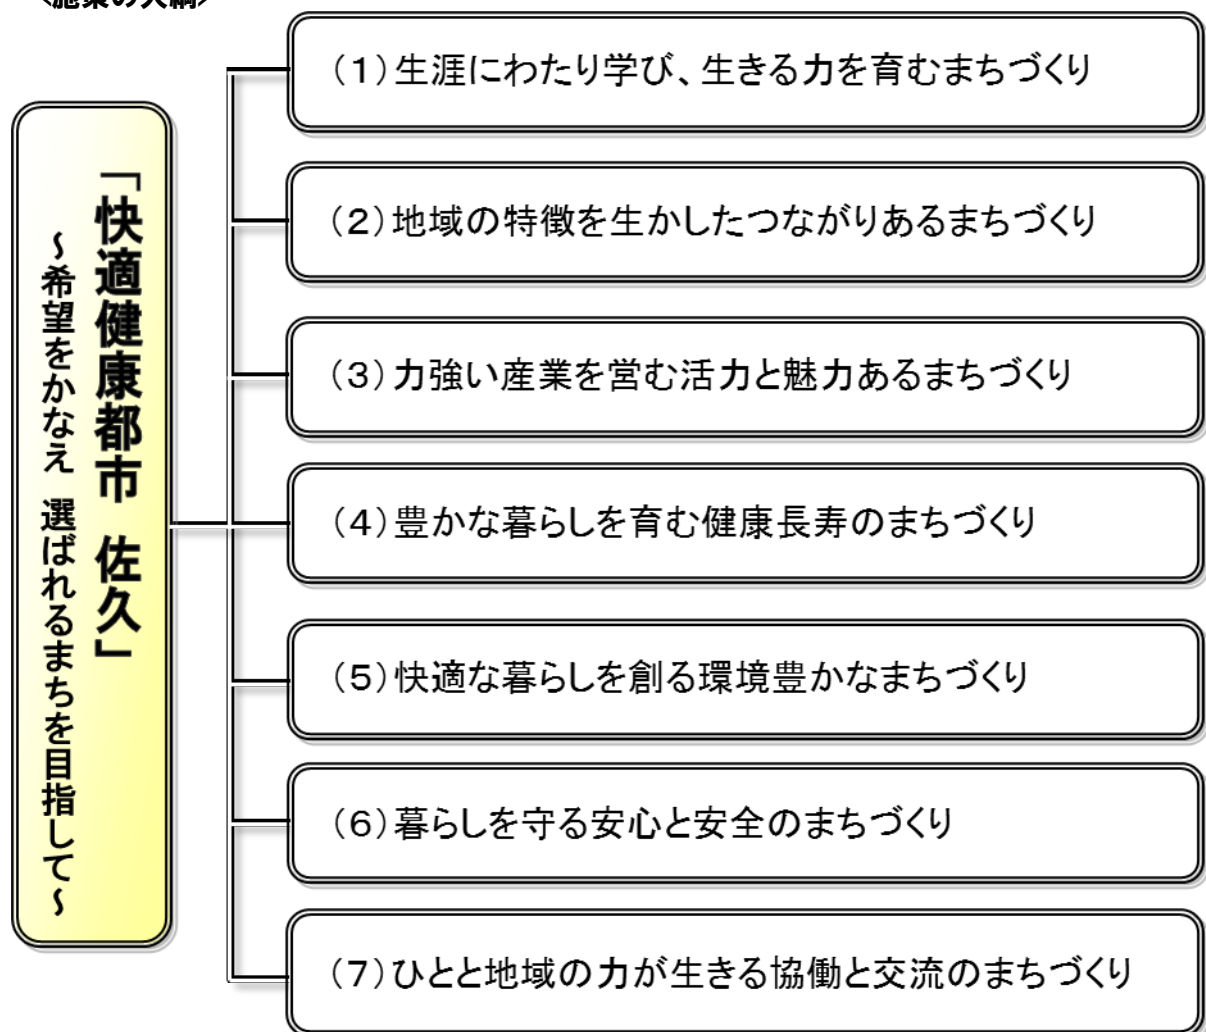 <施策の大綱>
「快適健康都市 佐久」
~希望をかなえ 選ばれるまちを目指して~
(1)生涯にわたり学び、生きる力を育むまちづくり
(2)地域の特徴を生かしたつながりあるまちづくり
(3)力強い産業を営む活力と魅力あるまちづくり
(4)豊かな暮らしを育む健康長寿のまちづくり
(5)快適な暮らしを創る環境豊かなまちづくり
(6)暮らしを守る安心と安全のまちづくり
(7)ひとと地域の力が生きる協働と交流のまちづくり